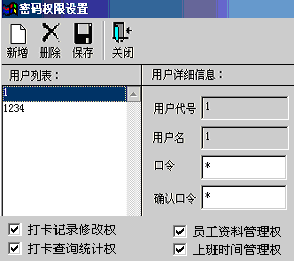 密码权限设置
新增 删除 保存 关闭
用户列表：
1
1234
用户详细信息：
用户代号 1
用户名 1
口令 *
确认口令 *
打卡记录修改权 员工资料管理权
打卡查询统计权 上班时间管理权